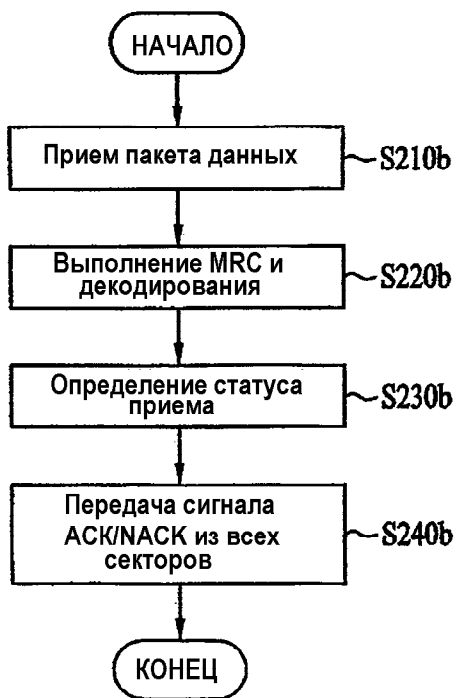 НАЧАЛО
Прием пакета данных
S210b
Выполнение MRC и
декодирования
S220b
Определение статуса
приема
S230b
Передача сигнала
ACK/NACK из всех
секторов
S240b
КОНЕЦ